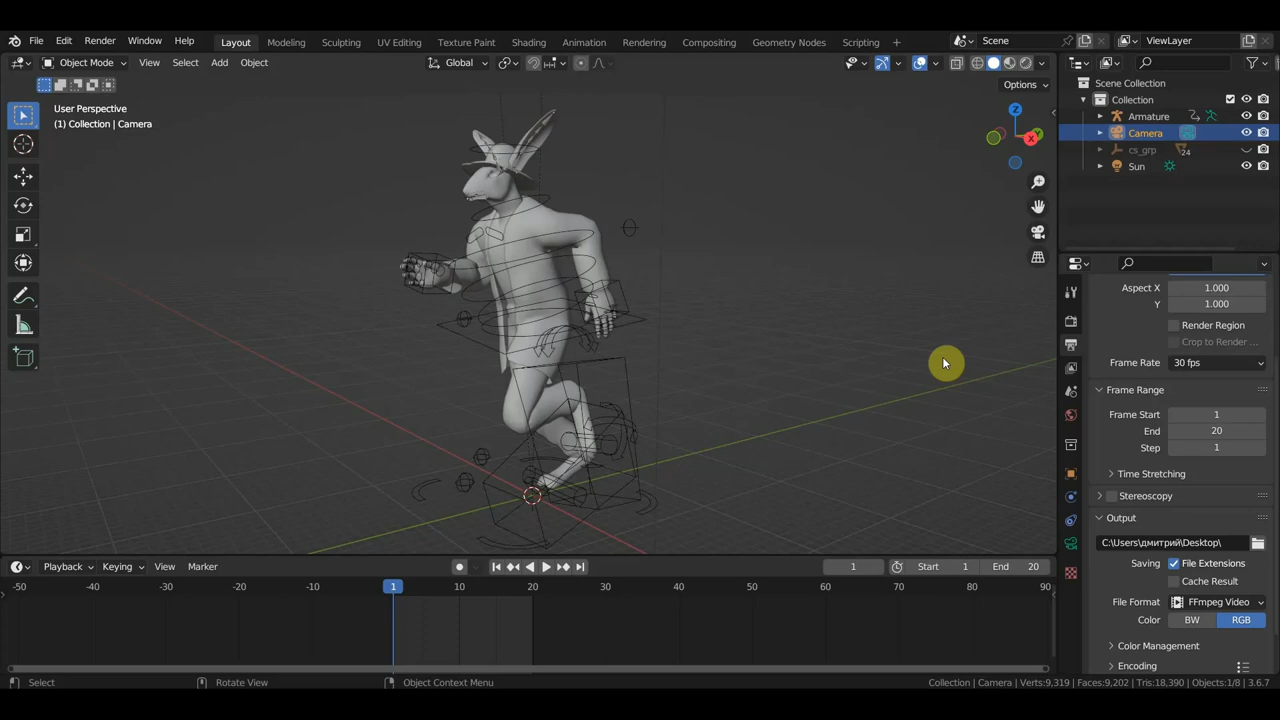 File Edit Render Window Help Layout Modeling Sculpting UV Editing Texture Paint Shading Animation Rendering Compositing Geometry Nodes Scripting + Scene ViewLayer
Object Mode View Select Add Object Global
Options
User Perspective
(1) Collection | Camera
Z
X
Y
Scene Collection
Collection
Armature
Camera
cs_grp 24
Sun
Aspect X 1.000
Y 1.000
Render Region
Crop to Render ...
Frame Rate 30 fps
Frame Range
Frame Start 1
End 20
Step 1
Time Stretching
Stereoscopy
Output
C:\Users\дмитрий\Desktop\
Saving File Extensions
Cache Result
File Format FFmpeg Video
Color BW RGB
Color Management
Encoding
Playback Keying View Marker 1 Start 1 End 20
-50 -40 -30 -20 -10 1 10 20 30 40 50 60 70 80 90
Select Rotate View Object Context Menu Collection | Camera | Verts:9,319 | Faces:9,202 | Tris:18,390 | Objects:1/8 | 3.6.7